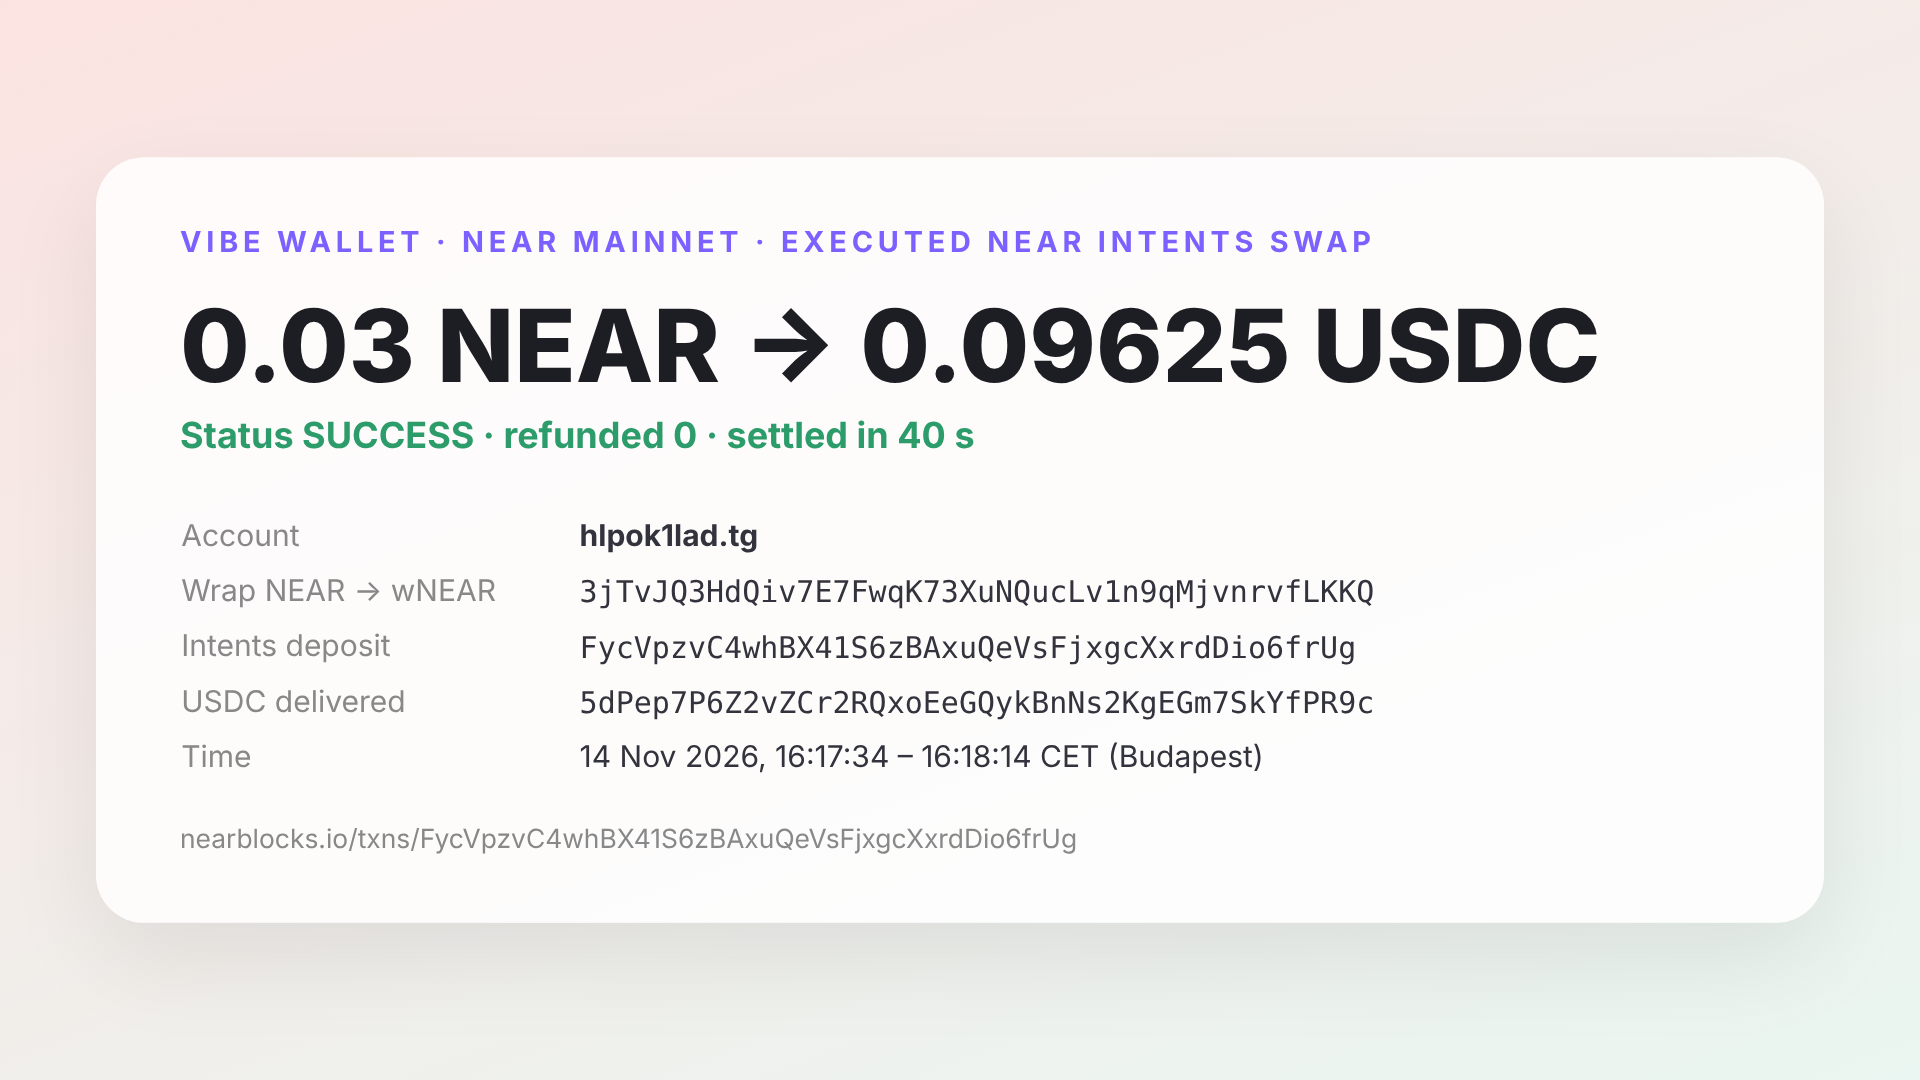 VIBE WALLET · NEAR MAINNET · EXECUTED NEAR INTENTS SWAP
0.03 NEAR → 0.09625 USDC
Status SUCCESS · refunded 0 · settled in 40 s
Account hlpok1lad.tg
Wrap NEAR → wNEAR 3jTvJQ3HdQiv7E7FwqK73XuNQucLv1n9qMjvnrvfLKKQ
Intents deposit FycVpzvC4whBX41S6zBAxuQeVsFjxgcXxrdDio6frUg
USDC delivered 5dPep7P6Z2vZCr2RQxoEeGQykBnNs2KgEGm7SkYfPR9c
Time 14 Nov 2026, 16:17:34 – 16:18:14 CET (Budapest)
nearblocks.io/txns/FycVpzvC4whBX41S6zBAxuQeVsFjxgcXxrdDio6frUg